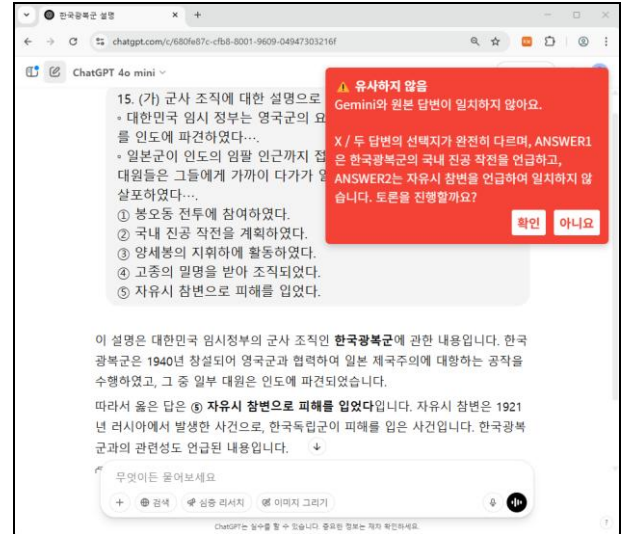 한국광복군 설명
chatgpt.com/c/680fe87c-cfb8-8001-9609-04947303216f
ChatGPT 4o mini
15. (가) 군사 조직에 대한 설명으로
◦ 대한민국 임시 정부는 영국군의 요
를 인도에 파견하였다….
◦ 일본군이 인도의 임팔 인근까지 접
대원들은 그들에게 가까이 다가가 일
살포하였다….
① 봉오동 전투에 참여하였다.
② 국내 진공 작전을 계획하였다.
③ 양세봉의 지휘하에 활동하였다.
④ 고종의 밀명을 받아 조직되었다.
⑤ 자유시 참변으로 피해를 입었다.
⚠ 유사하지 않음
Gemini와 원본 답변이 일치하지 않아요.
X / 두 답변의 선택지가 완전히 다르며, ANSWER1
은 한국광복군의 국내 진공 작전을 언급하고,
ANSWER2는 자유시 참변을 언급하여 일치하지 않
습니다. 토론을 진행할까요?
확인 아니요
이 설명은 대한민국 임시정부의 군사 조직인 한국광복군에 관한 내용입니다. 한국
광복군은 1940년 창설되어 영국군과 협력하여 일본 제국주의에 대항하는 공작을
수행하였고, 그 중 일부 대원은 인도에 파견되었습니다.
따라서 옳은 답은 ⑤ 자유시 참변으로 피해를 입었다입니다. 자유시 참변은 1921
년 러시아에서 발생한 사건으로, 한국독립군이 피해를 입은 사건입니다. 한국광복
군과의 관련성도 언급된 내용입니다.
무엇이든 물어보세요
검색 심층 리서치 이미지 그리기
ChatGPT는 실수를 할 수 있습니다. 중요한 정보는 재차 확인하세요.